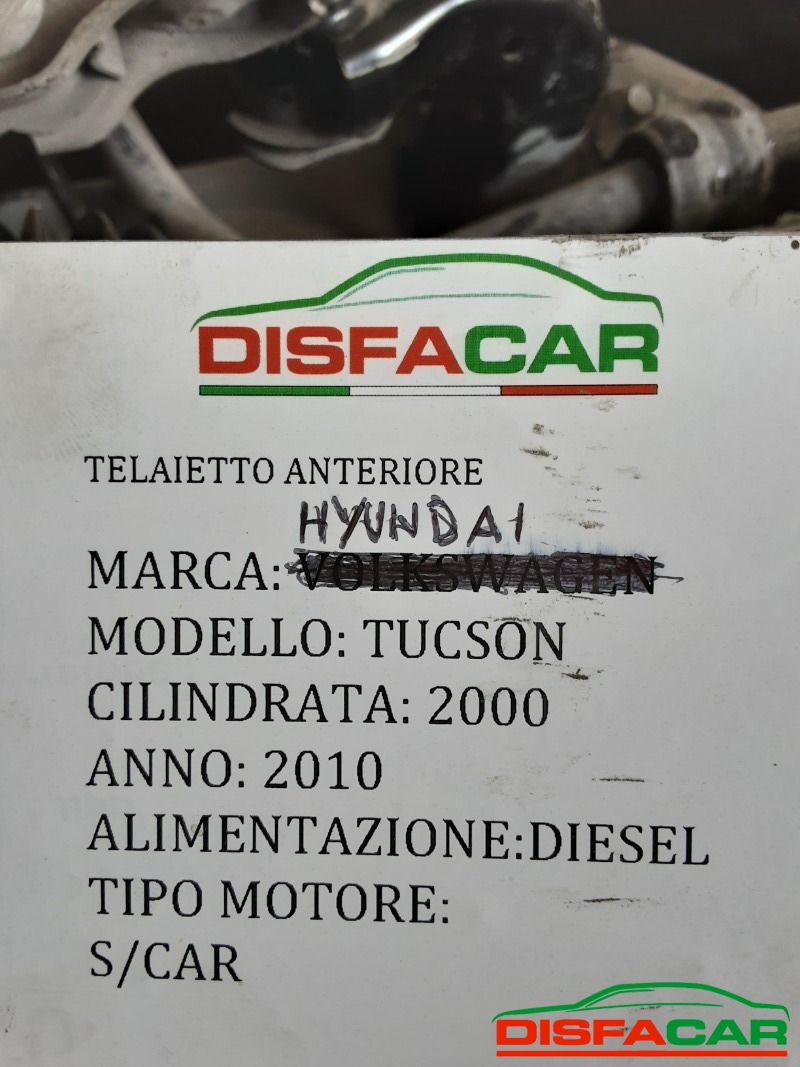 DISFACAR
TELAIETTO ANTERIORE
HYUNDAI
MARCA: VOLKSWAGEN
MODELLO: TUCSON
CILINDRATA: 2000
ANNO: 2010
ALIMENTAZIONE:DIESEL
TIPO MOTORE:
S/CAR
DISFACAR